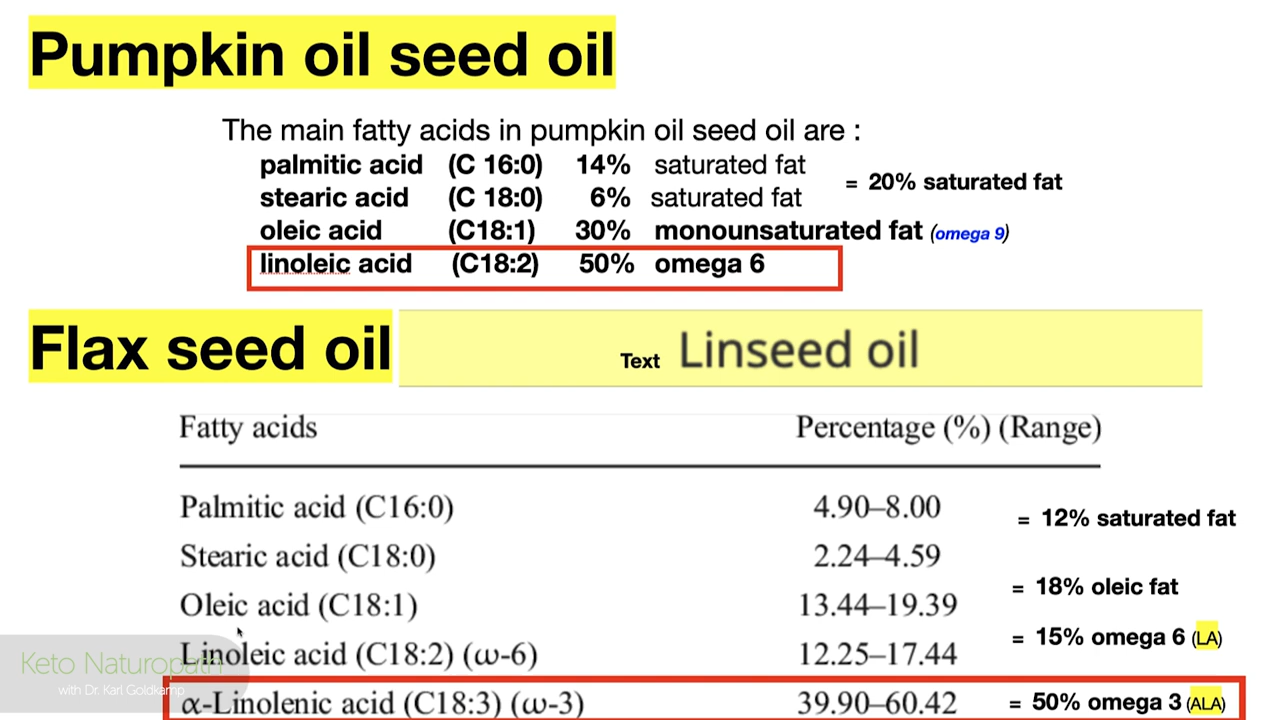 Pumpkin oil seed oil
The main fatty acids in pumpkin oil seed oil are :
palmitic acid (C 16:0) 14% saturated fat
= 20% saturated fat
stearic acid (C 18:0) 6% saturated fat
oleic acid (C18:1) 30% monounsaturated fat (omega 9)
linoleic acid (C18:2) 50% omega 6
Flax seed oil Text Linseed oil
Fatty acids Percentage (%) (Range)
Palmitic acid (C16:0) 4.90–8.00
= 12% saturated fat
Stearic acid (C18:0) 2.24–4.59
= 18% oleic fat
Oleic acid (C18:1) 13.44–19.39
= 15% omega 6 (LA)
Linoleic acid (C18:2) (ω-6) 12.25–17.44
Keto Naturopath
with Dr. Karl Goldkamp
α-Linolenic acid (C18:3) (ω-3) 39.90–60.42 = 50% omega 3 (ALA)